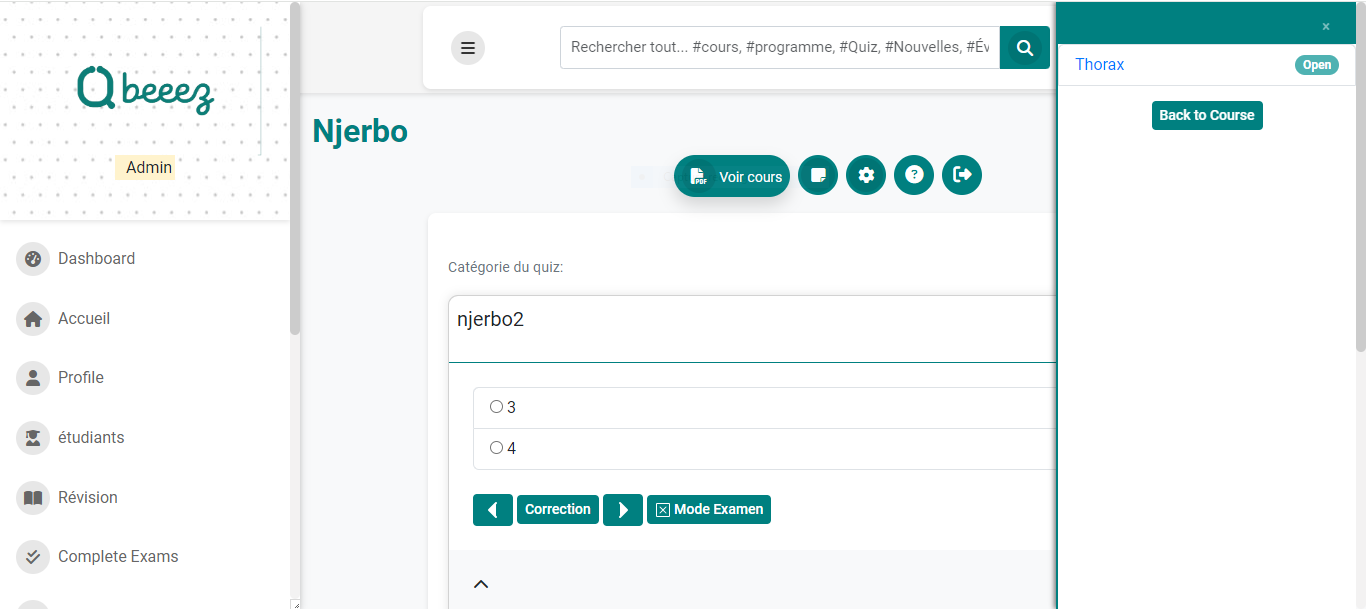 Qbeeez
Admin
Dashboard
Accueil
Profile
étudiants
Révision
Complete Exams
Rechercher tout... #cours, #programme, #Quiz, #Nouvelles, #Év
Njerbo
PDF Voir cours
?
Catégorie du quiz:
njerbo2
3
4
Correction
Mode Examen
×
Thorax Open
Back to Course